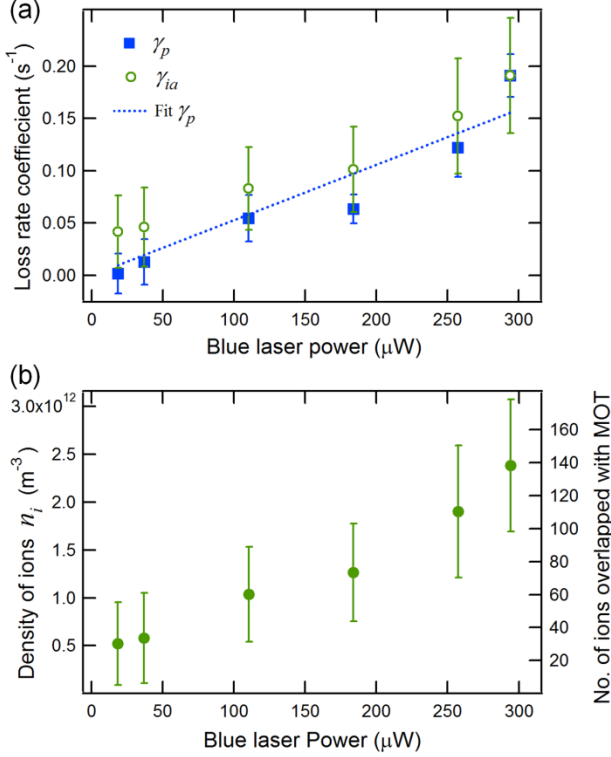 (a)
γp
γia
Fit γp
Loss rate coeffiecient (s⁻¹)
0.20
0.15
0.10
0.05
0.00
0 50 100 150 200 250 300
Blue laser power (μW)
(b)
3.0x10¹²
2.5
2.0
1.5
1.0
0.5
Density of ions nᵢ (m⁻³)
160
140
120
100
80
60
40
20
No. of ions overlapped with MOT
0 50 100 150 200 250 300
Blue laser Power (μW)